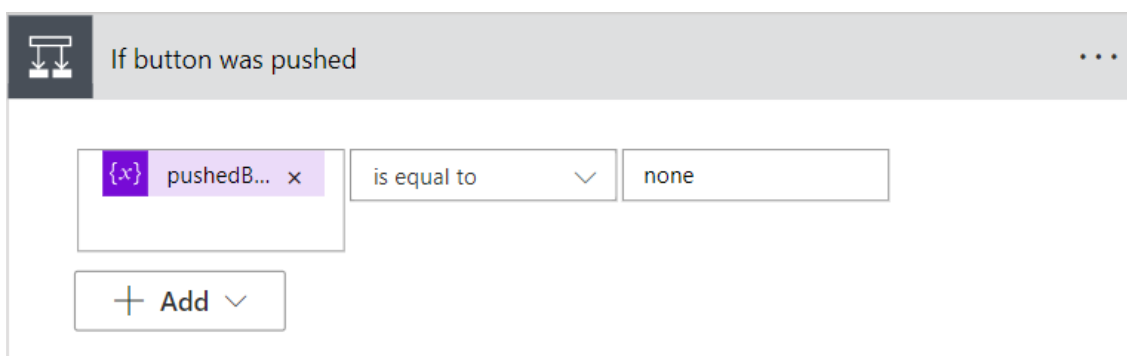 If button was pushed
{x} pushedB... × is equal to none
+ Add